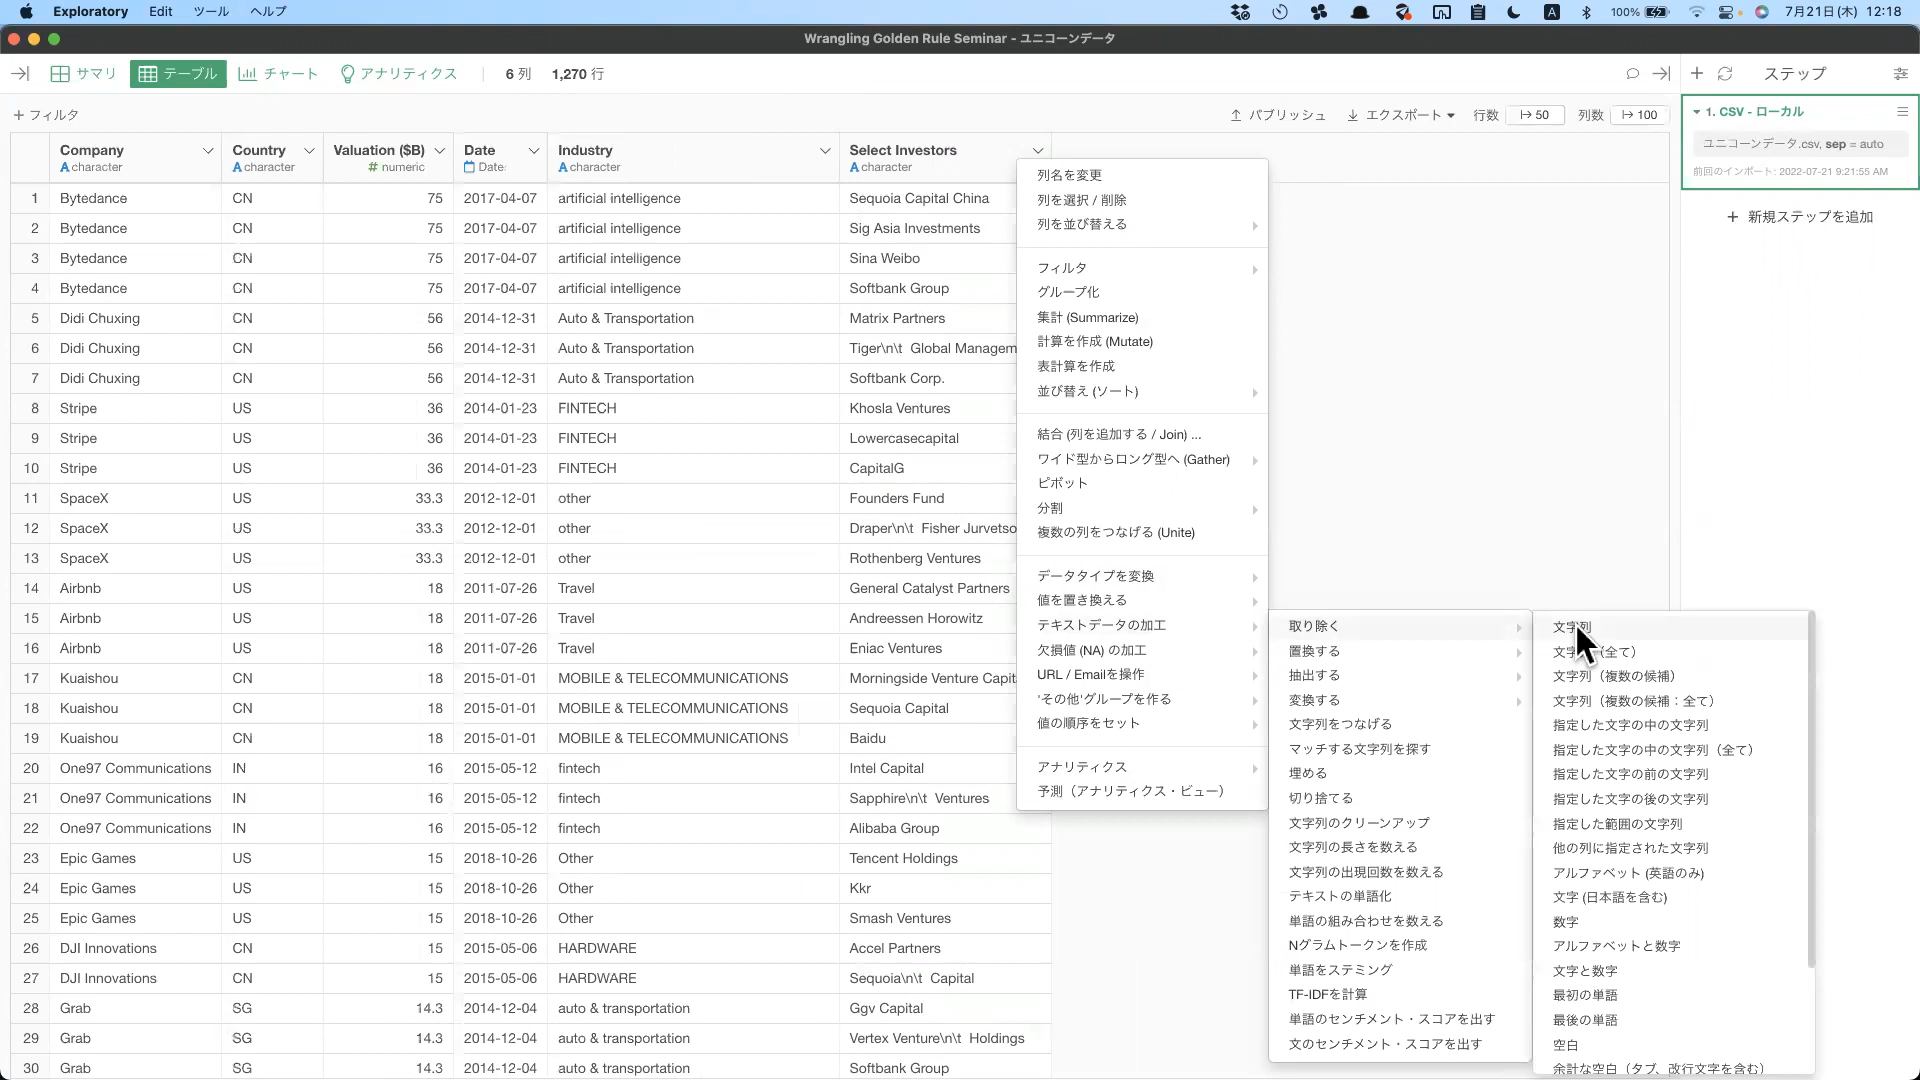 Exploratory Edit ツール ヘルプ 100% 7月21日(木) 12:18
Wrangling Golden Rule Seminar - ユニコーンデータ
サマリ テーブル チャート アナリティクス 6 列 1,270 行 ステップ
+ フィルタ パブリッシュ エクスポート 行数 50 列数 100
1. CSV - ローカル
ユニコーンデータ.csv, sep = auto
前回のインポート: 2022-07-21 9:21:55 AM
+ 新規ステップを追加
Company Country Valuation ($B) Date Industry Select Investors
A character A character # numeric Date A character A character
1 Bytedance CN 75 2017-04-07 artificial intelligence Sequoia Capital China
2 Bytedance CN 75 2017-04-07 artificial intelligence Sig Asia Investments
3 Bytedance CN 75 2017-04-07 artificial intelligence Sina Weibo
4 Bytedance CN 75 2017-04-07 artificial intelligence Softbank Group
5 Didi Chuxing CN 56 2014-12-31 Auto & Transportation Matrix Partners
6 Didi Chuxing CN 56 2014-12-31 Auto & Transportation Tiger\n\t Global Managem
7 Didi Chuxing CN 56 2014-12-31 Auto & Transportation Softbank Corp.
8 Stripe US 36 2014-01-23 FINTECH Khosla Ventures
9 Stripe US 36 2014-01-23 FINTECH Lowercasecapital
10 Stripe US 36 2014-01-23 FINTECH CapitalG
11 SpaceX US 33.3 2012-12-01 other Founders Fund
12 SpaceX US 33.3 2012-12-01 other Draper\n\t Fisher Jurvetso
13 SpaceX US 33.3 2012-12-01 other Rothenberg Ventures
14 Airbnb US 18 2011-07-26 Travel General Catalyst Partners
15 Airbnb US 18 2011-07-26 Travel Andreessen Horowitz
16 Airbnb US 18 2011-07-26 Travel Eniac Ventures
17 Kuaishou CN 18 2015-01-01 MOBILE & TELECOMMUNICATIONS Morningside Venture Capit
18 Kuaishou CN 18 2015-01-01 MOBILE & TELECOMMUNICATIONS Sequoia Capital
19 Kuaishou CN 18 2015-01-01 MOBILE & TELECOMMUNICATIONS Baidu
20 One97 Communications IN 16 2015-05-12 fintech Intel Capital
21 One97 Communications IN 16 2015-05-12 fintech Sapphire\n\t Ventures
22 One97 Communications IN 16 2015-05-12 fintech Alibaba Group
23 Epic Games US 15 2018-10-26 Other Tencent Holdings
24 Epic Games US 15 2018-10-26 Other Kkr
25 Epic Games US 15 2018-10-26 Other Smash Ventures
26 DJI Innovations CN 15 2015-05-06 HARDWARE Accel Partners
27 DJI Innovations CN 15 2015-05-06 HARDWARE Sequoia\n\t Capital
28 Grab SG 14.3 2014-12-04 auto & transportation Ggv Capital
29 Grab SG 14.3 2014-12-04 auto & transportation Vertex Venture\n\t Holdings
30 Grab SG 14.3 2014-12-04 auto & transportation Softbank Group
列名を変更
列を選択 / 削除
列を並び替える
フィルタ
グループ化
集計 (Summarize)
計算を作成 (Mutate)
表計算を作成
並び替え (ソート)
結合 (列を追加する / Join) ...
ワイド型からロング型へ (Gather)
ピボット
分割
複数の列をつなげる (Unite)
データタイプを変換
値を置き換える
テキストデータの加工
欠損値 (NA) の加工
URL / Emailを操作
'その他'グループを作る
値の順序をセット
アナリティクス
予測（アナリティクス・ビュー）
取り除く
置換する
抽出する
変換する
文字列をつなげる
マッチする文字列を探す
埋める
切り捨てる
文字列のクリーンアップ
文字列の長さを数える
文字列の出現回数を数える
テキストの単語化
単語の組み合わせを数える
Nグラムトークンを作成
単語をステミング
TF-IDFを計算
単語のセンチメント・スコアを出す
文のセンチメント・スコアを出す
文字列
文字 （全て）
文字列（複数の候補）
文字列（複数の候補：全て）
指定した文字の中の文字列
指定した文字の中の文字列（全て）
指定した文字の前の文字列
指定した文字の後の文字列
指定した範囲の文字列
他の列に指定された文字列
アルファベット (英語のみ)
文字 (日本語を含む)
数字
アルファベットと数字
文字と数字
最初の単語
最後の単語
空白
余計な空白（タブ、改行文字を含む）